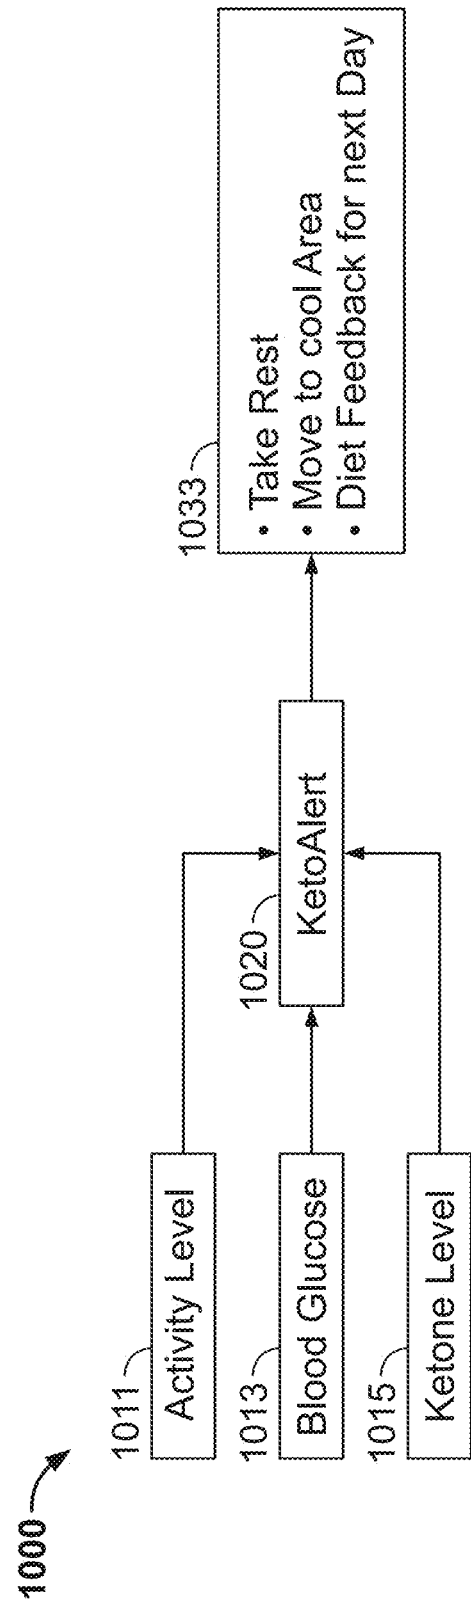 1000
1011
Activity Level
1013
Blood Glucose
1015
Ketone Level
1020
KetoAlert
1033
• Take Rest
• Move to cool Area
• Diet Feedback for next Day